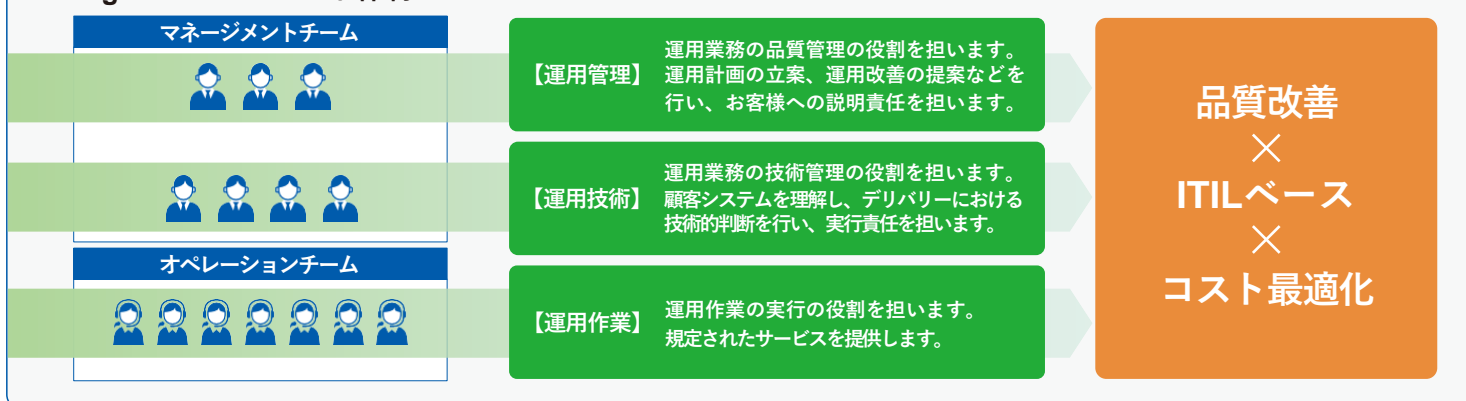 マネージメントチーム
【運用管理】
運用業務の品質管理の役割を担います。
運用計画の立案、運用改善の提案などを
行い、お客様への説明責任を担います。
【運用技術】
運用業務の技術管理の役割を担います。
顧客システムを理解し、デリバリーにおける
技術的判断を行い、実行責任を担います。
オペレーションチーム
【運用作業】
運用作業の実行の役割を担います。
規定されたサービスを提供します。
品質改善
×
ITILベース
×
コスト最適化